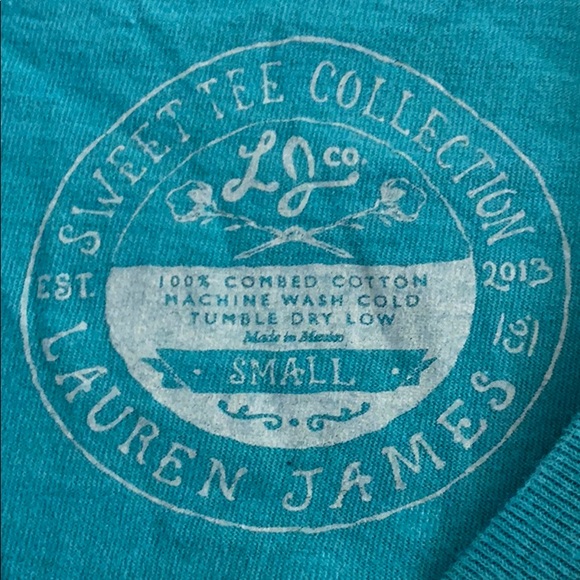 SWEET TEE COLLECTION
LJ CO.
EST. 2013
100% COMBED COTTON
MACHINE WASH COLD
TUMBLE DRY LOW
Made in Mexico
SMALL
LAUREN JAMES